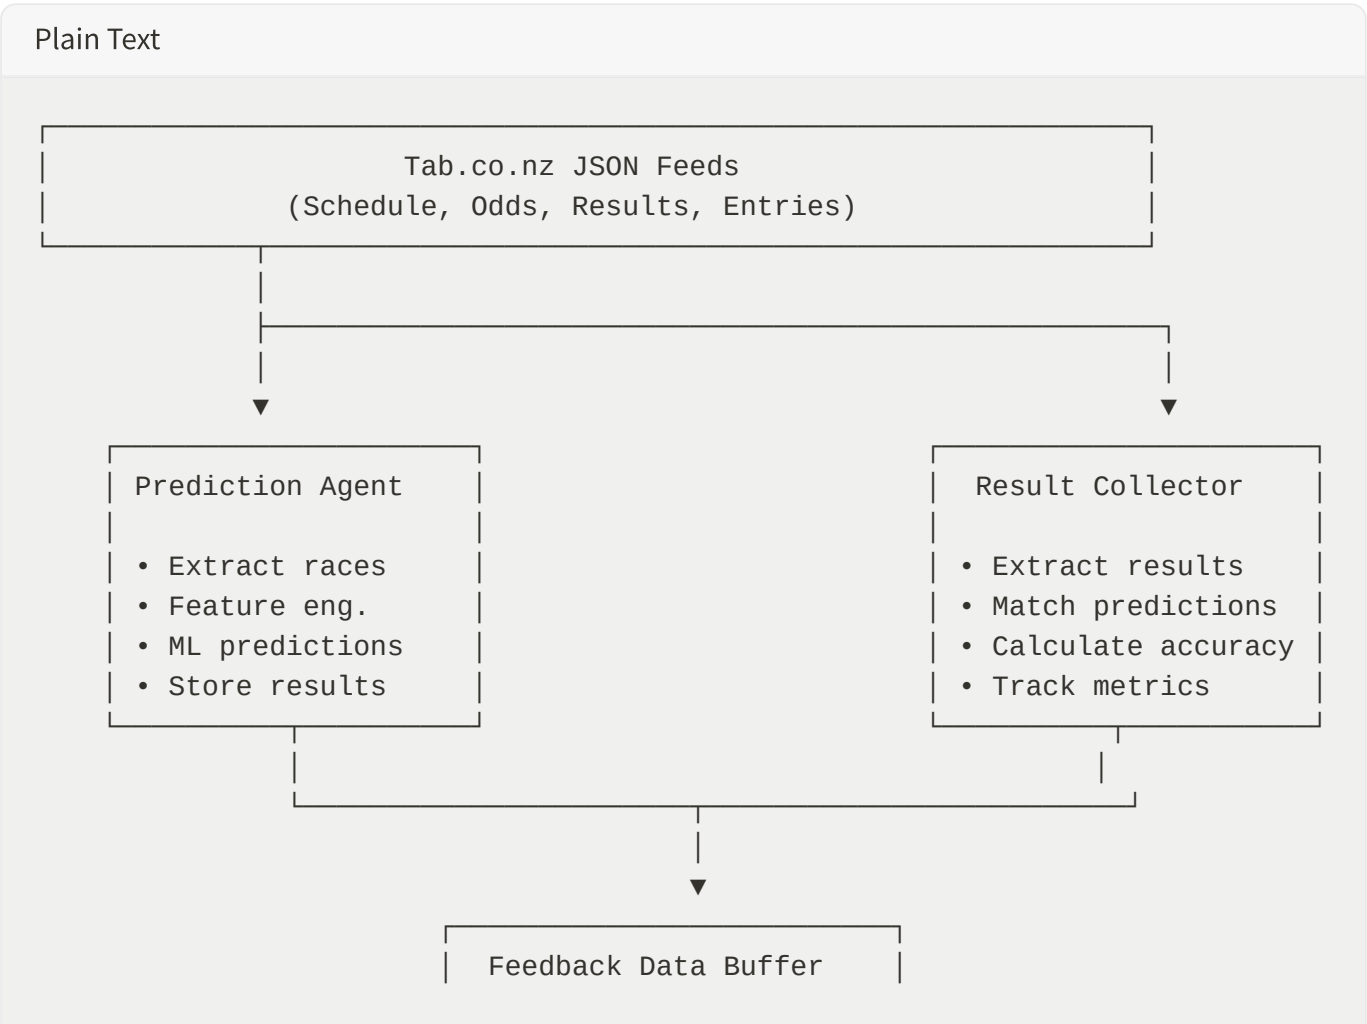 Plain Text
Tab.co.nz JSON Feeds
(Schedule, Odds, Results, Entries)
Prediction Agent
• Extract races
• Feature eng.
• ML predictions
• Store results
Result Collector
• Extract results
• Match predictions
• Calculate accuracy
• Track metrics
Feedback Data Buffer